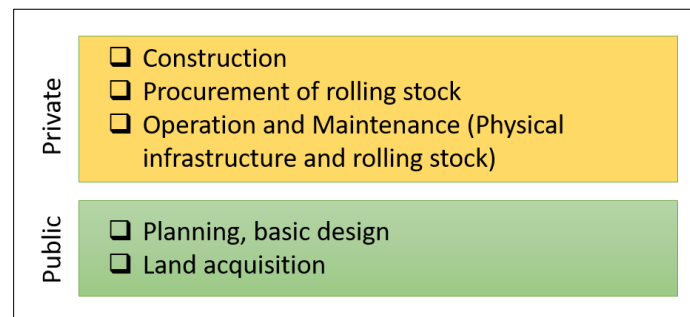 Private
❑ Construction
❑ Procurement of rolling stock
❑ Operation and Maintenance (Physical
infrastructure and rolling stock)
Public
❑ Planning, basic design
❑ Land acquisition